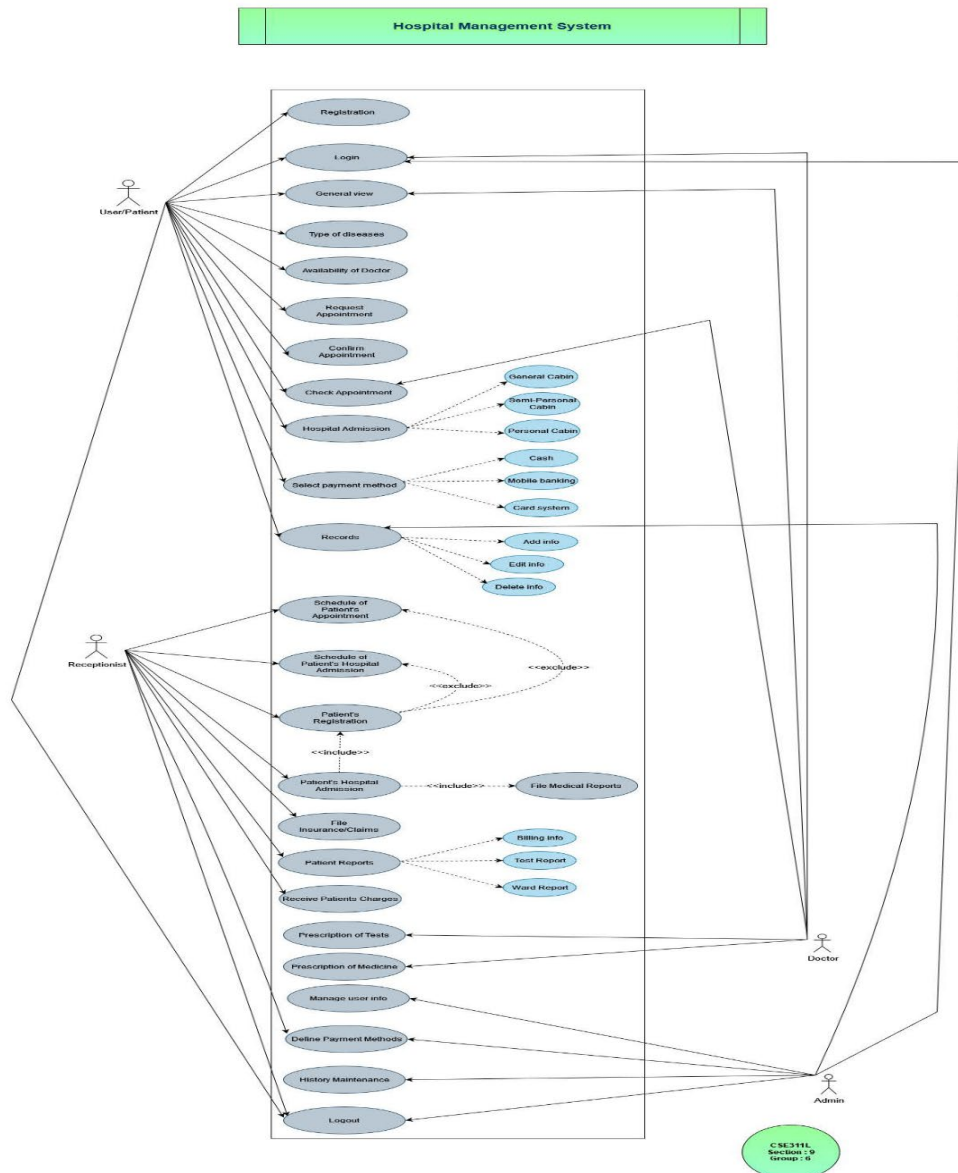 Hospital Management System
Registration
Login
General view
User/Patient
Type of diseases
Availability of Doctor
Request
Appointment
Confirm
Appointment
Check Appointment
General Cabin
Semi-Personal
Cabin
Hospital Admission
Personal Cabin
Cash
Select payment method
Mobile banking
Card system
Records
Add info
Edit info
Delete info
Schedule of
Patient's
Appointment
Receptionist
Schedule of
Patient's Hospital
Admission
<<exclude>>
<<exclude>>
Patient's
Registration
<<include>>
Patient's Hospital
Admission
<<include>>
File Medical Reports
File
Insurance/Claims
Billing info
Patient Reports
Test Report
Ward Report
Receive Patients Charges
Prescription of Tests
Doctor
Prescription of Medicine
Manage user info
Define Payment Methods
History Maintenance
Admin
Logout
CSE311L
Section : 9
Group : 6